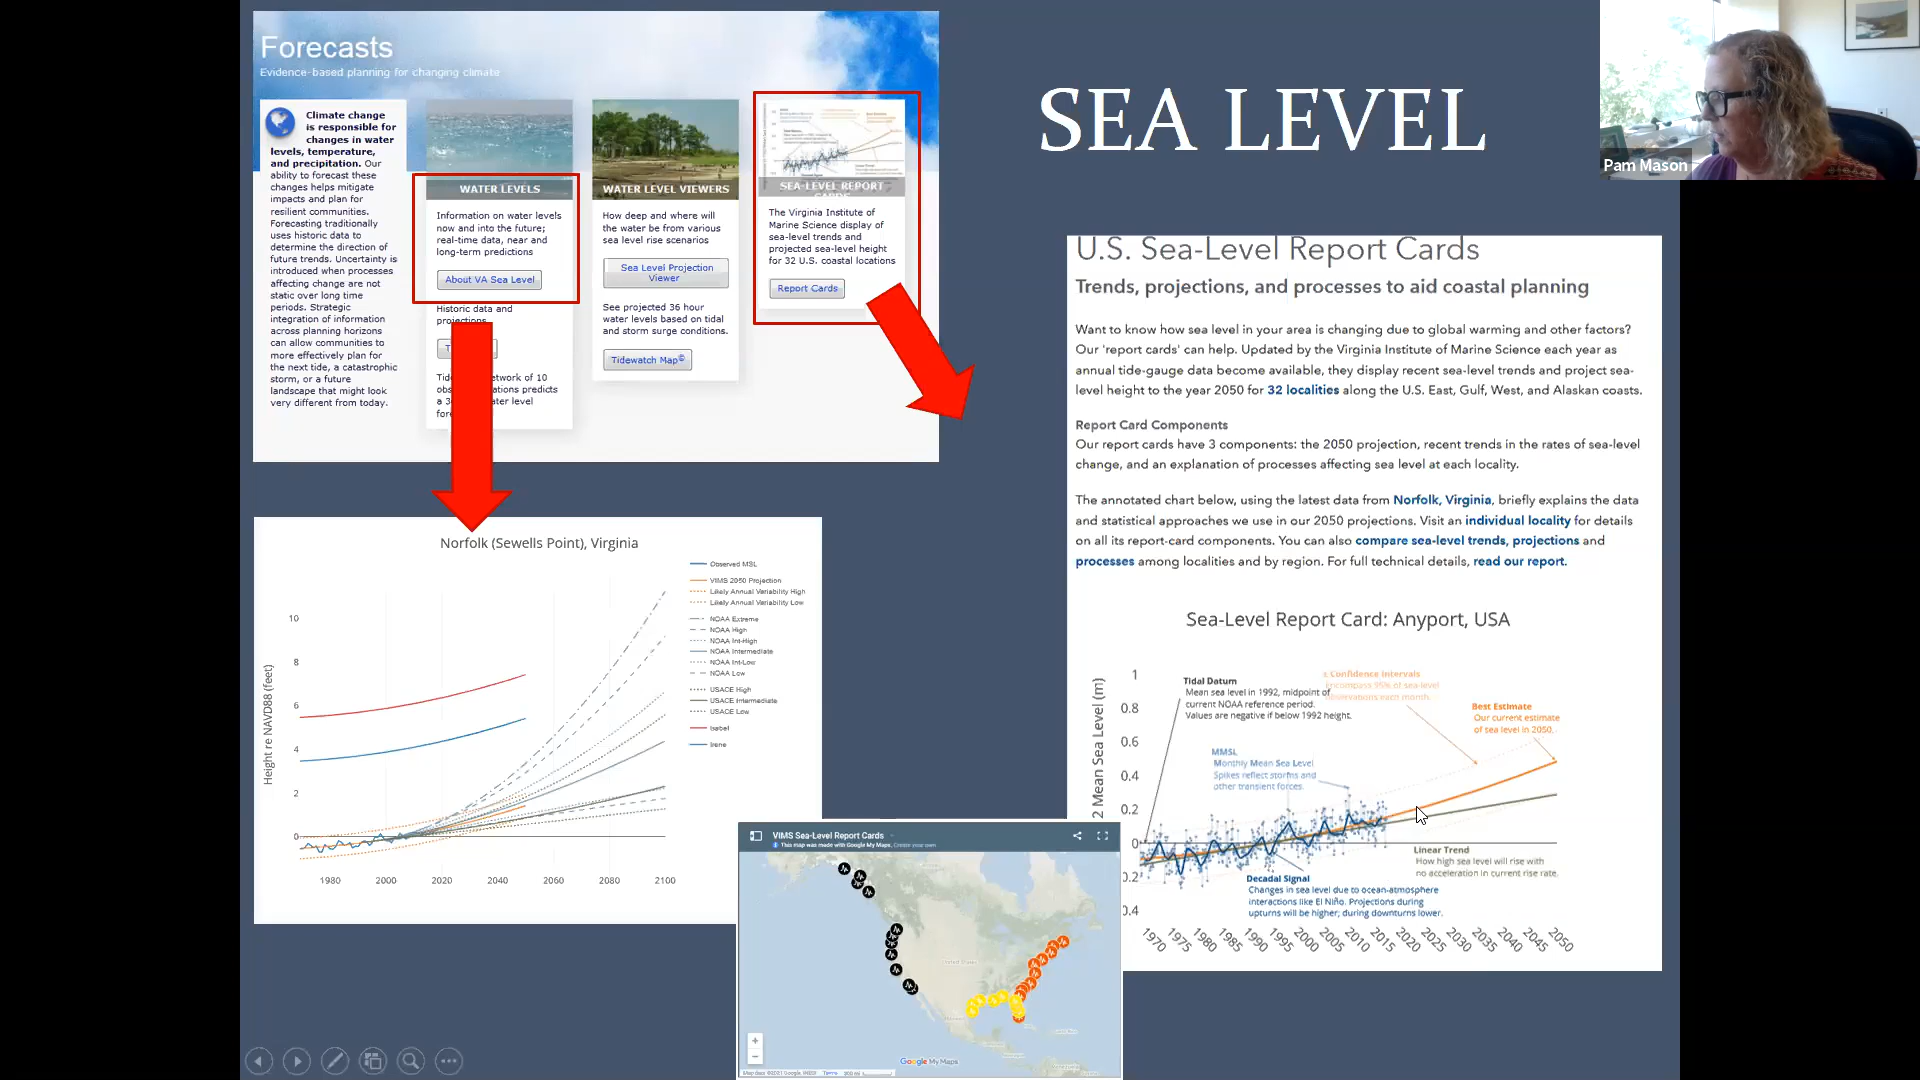 Forecasts
Evidence-based planning for changing climate
Climate change
is responsible for
changes in water
levels, temperature,
and precipitation. Our
ability to forecast these
changes helps mitigate
impacts and plan for
resilient communities.
Forecasting traditionally
uses historic data to
determine the direction of
future trends. Uncertainty is
introduced when processes
affecting change are not
static over long time
periods. Strategic
integration of information
across planning horizons
can allow communities to
more effectively plan for
the next tide, a catastrophic
storm, or a future
landscape that might look
very different from today.
WATER LEVELS
Information on water levels
now and into the future;
real-time data, near and
long-term predictions
About VA Sea Level
Historic data and
projections
WATER LEVEL VIEWERS
How deep and where will
the water be from various
sea level rise scenarios
Sea Level Projection
Viewer
See projected 36 hour
water levels based on tidal
and storm surge conditions.
Tidewatch Map©
SEA-LEVEL REPORT
CARDS
The Virginia Institute of
Marine Science display of
sea-level trends and
projected sea-level height
for 32 U.S. coastal locations
Report Cards
SEA LEVEL
Pam Mason
U.S. Sea-Level Report Cards
Trends, projections, and processes to aid coastal planning
Want to know how sea level in your area is changing due to global warming and other factors?
Our 'report cards' can help. Updated by the Virginia Institute of Marine Science each year as
annual tide-gauge data become available, they display recent sea-level trends and project sea-
level height to the year 2050 for 32 localities along the U.S. East, Gulf, West, and Alaskan coasts.
Report Card Components
Our report cards have 3 components: the 2050 projection, recent trends in the rates of sea-level
change, and an explanation of processes affecting sea level at each locality.
The annotated chart below, using the latest data from Norfolk, Virginia, briefly explains the data
and statistical approaches we use in our 2050 projections. Visit an individual locality for details
on all its report-card components. You can also compare sea-level trends, projections and
processes among localities and by region. For full technical details, read our report.
Sea-Level Report Card: Anyport, USA
2 Mean Sea Level (m)
1
0.8
0.6
0.4
0.2
0
0.2
0.4
Tidal Datum
Mean sea level in 1992, midpoint of
current NOAA reference period.
Values are negative if below 1992 height.
Confidence Intervals
Encompass 95% of sea-level
observations each month.
Best Estimate
Our current estimate
of sea level in 2050.
MMSL
Monthly Mean Sea Level
Spikes reflect storms and
other transient forces.
Linear Trend
How high sea level will rise with
no acceleration in current rise rate.
Decadal Signal
Changes in sea level due to ocean-atmosphere
interactions like El Niño. Projections during
upturns will be higher; during downturns lower.
1970 1975 1980 1985 1990 1995 2000 2005 2010 2015 2020 2025 2030 2035 2040 2045 2050
Norfolk (Sewells Point), Virginia
Height re NAVD88 (feet)
10
8
6
4
2
0
1980 2000 2020 2040 2060 2080 2100
Observed MSL
VIMS 2050 Projection
Likely Annual Variability High
Likely Annual Variability Low
NOAA Extreme
NOAA High
NOAA Int-High
NOAA Intermediate
NOAA Int-Low
NOAA Low
USACE High
USACE Intermediate
USACE Low
Isabel
Irene
VIMS Sea-Level Report Cards
This map was made with Google My Maps. Create your own
United States
Google My Maps
Terms